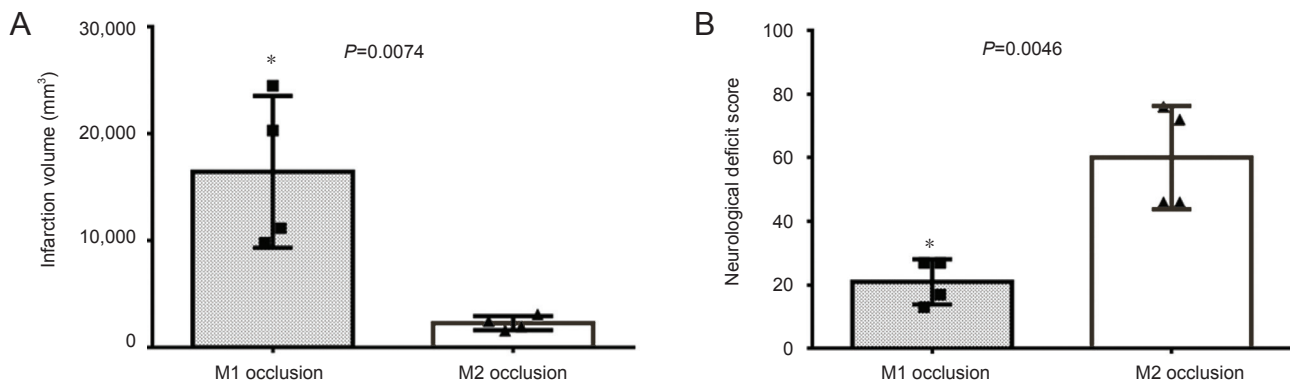 A
Infarction volume (mm³)
30,000
20,000
10,000
0
P=0.0074
*
M1 occlusion
M2 occlusion
B
Neurological deficit score
100
80
60
40
20
0
P=0.0046
*
M1 occlusion
M2 occlusion